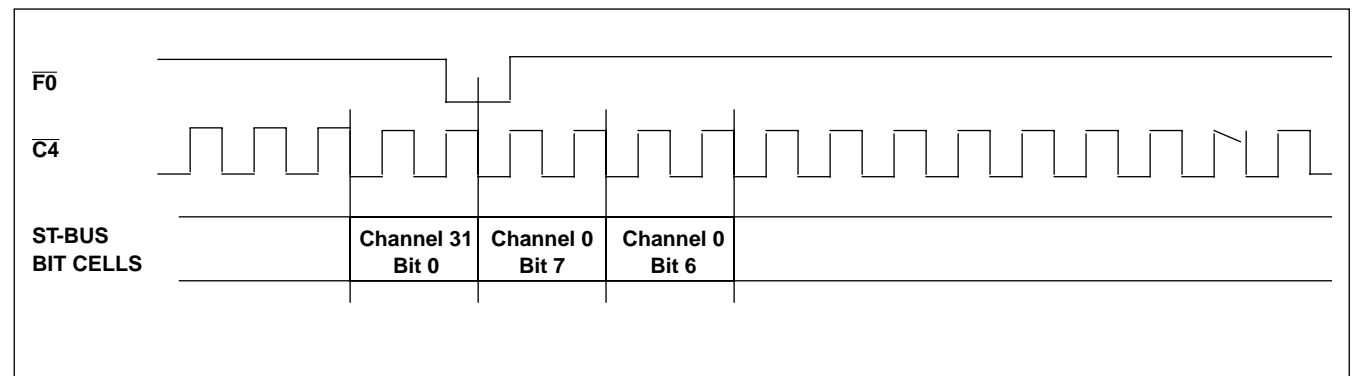 F0
C4
ST-BUS
BIT CELLS
Channel 31
Bit 0
Channel 0
Bit 7
Channel 0
Bit 6